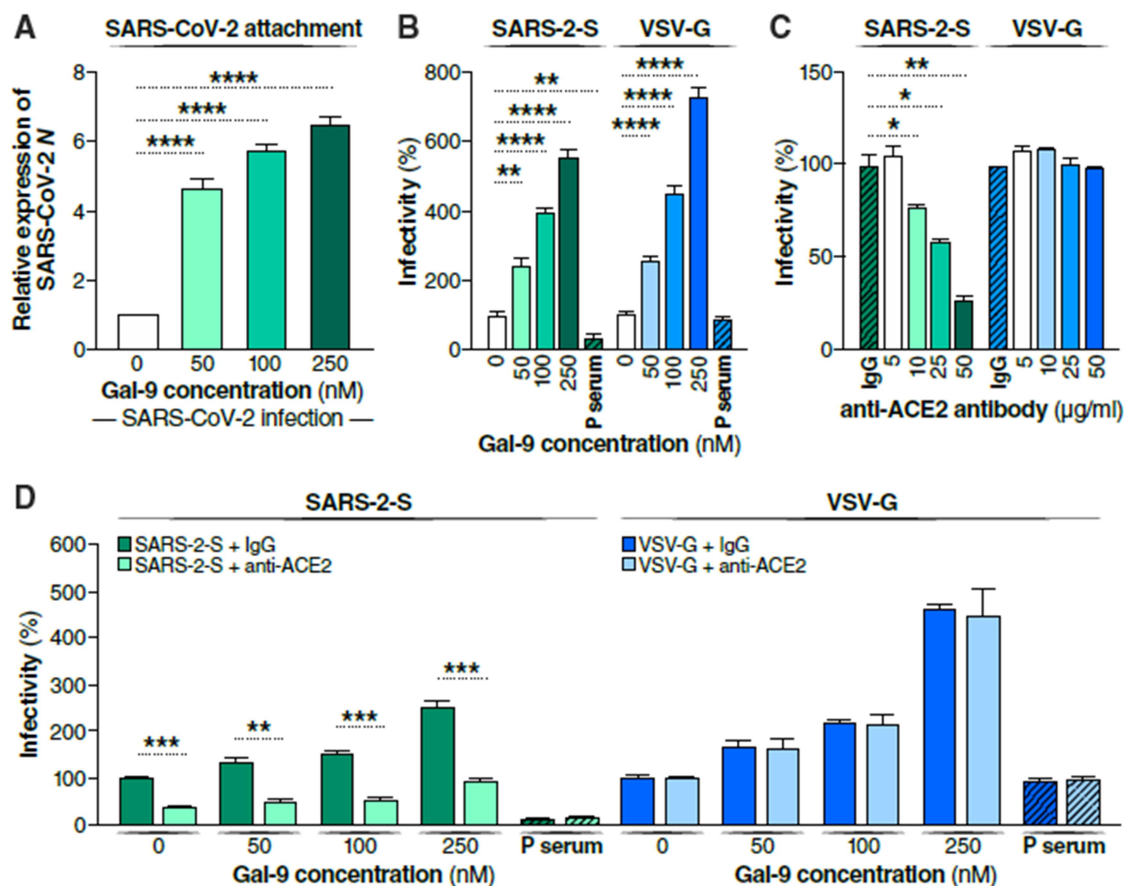 A
SARS-CoV-2 attachment
Relative expression of
SARS-CoV-2 N
8
6
4
2
0
****
****
****
0 50 100 250
Gal-9 concentration (nM)
— SARS-CoV-2 infection —
B
SARS-2-S VSV-G
Infectivity (%)
800
600
400
200
0
**
****
****
**
****
****
****
0 50 100 250 P serum 0 50 100 250 P serum
Gal-9 concentration (nM)
C
SARS-2-S VSV-G
Infectivity (%)
150
100
50
0
**
*
*
IgG 5 10 25 50 IgG 5 10 25 50
anti-ACE2 antibody (µg/ml)
D
SARS-2-S VSV-G
Infectivity (%)
600
500
400
300
200
100
0
SARS-2-S + IgG
SARS-2-S + anti-ACE2
VSV-G + IgG
VSV-G + anti-ACE2
***
**
***
***
0 50 100 250 P serum 0 50 100 250 P serum
Gal-9 concentration (nM) Gal-9 concentration (nM)